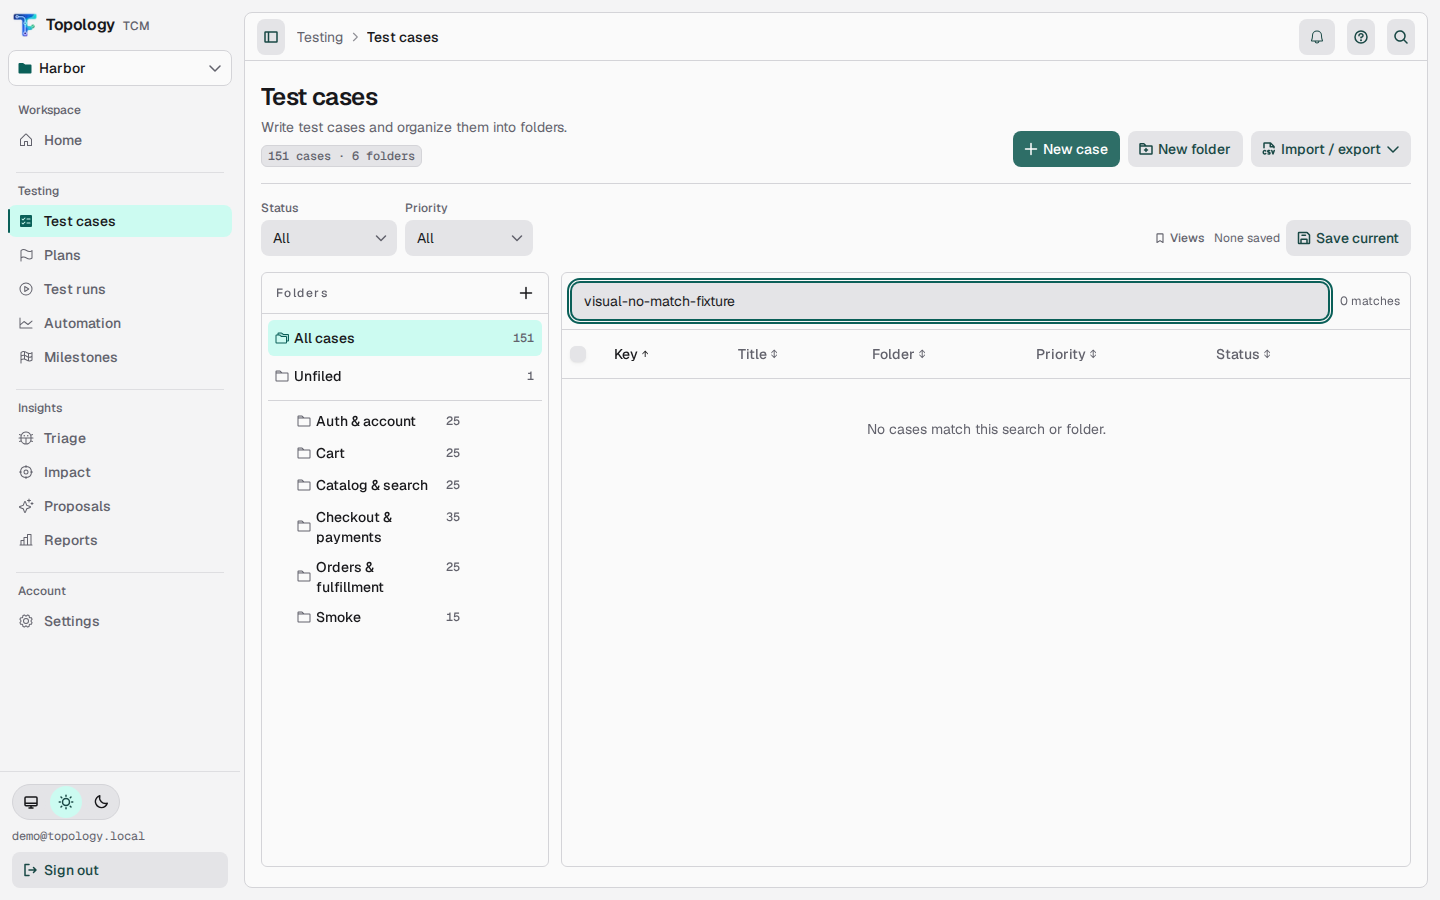 Topology TCM
Harbor
Workspace
Home
Testing
Test cases
Plans
Test runs
Automation
Milestones
Insights
Triage
Impact
Proposals
Reports
Account
Settings
demo@topology.local
Sign out
Testing > Test cases
Test cases
Write test cases and organize them into folders.
151 cases · 6 folders
New case
New folder
Import / export
Status
Priority
All
All
Views None saved
Save current
Folders
All cases 151
Unfiled 1
Auth & account 25
Cart 25
Catalog & search 25
Checkout & 35
payments
Orders & 25
fulfillment
Smoke 15
visual-no-match-fixture
0 matches
Key Title Folder Priority Status
No cases match this search or folder.